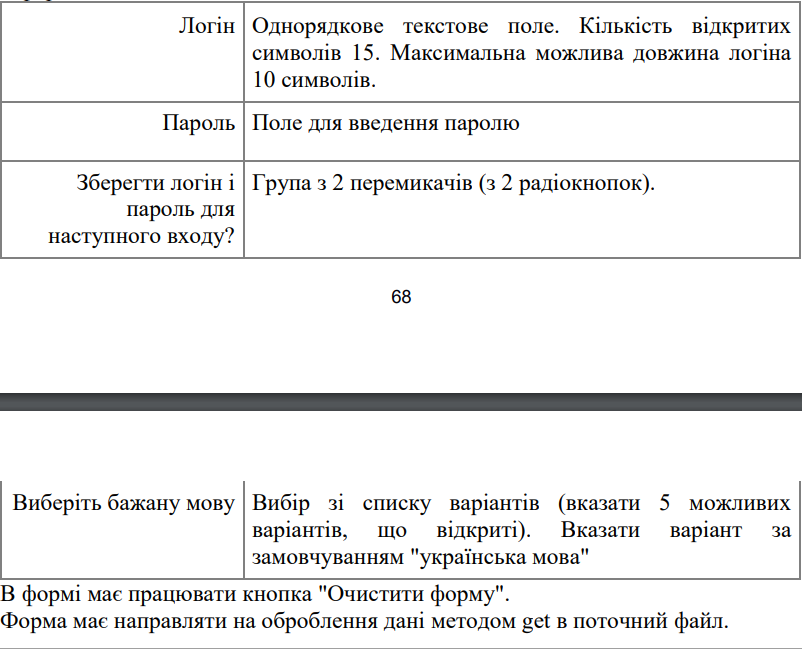 Логін
Однорядкове текстове поле. Кількість відкритих
символів 15. Максимальна можлива довжина логіна
10 символів.
Пароль
Поле для введення паролю
Зберегти логін і
пароль для
наступного входу?
Група з 2 перемикачів (з 2 радіокнопок).
68
Виберіть бажану мову
Вибір зі списку варіантів (вказати 5 можливих
варіантів, що відкриті). Вказати варіант за
замовчуванням "українська мова"
В формі має працювати кнопка "Очистити форму".
Форма має направляти на оброблення дані методом get в поточний файл.